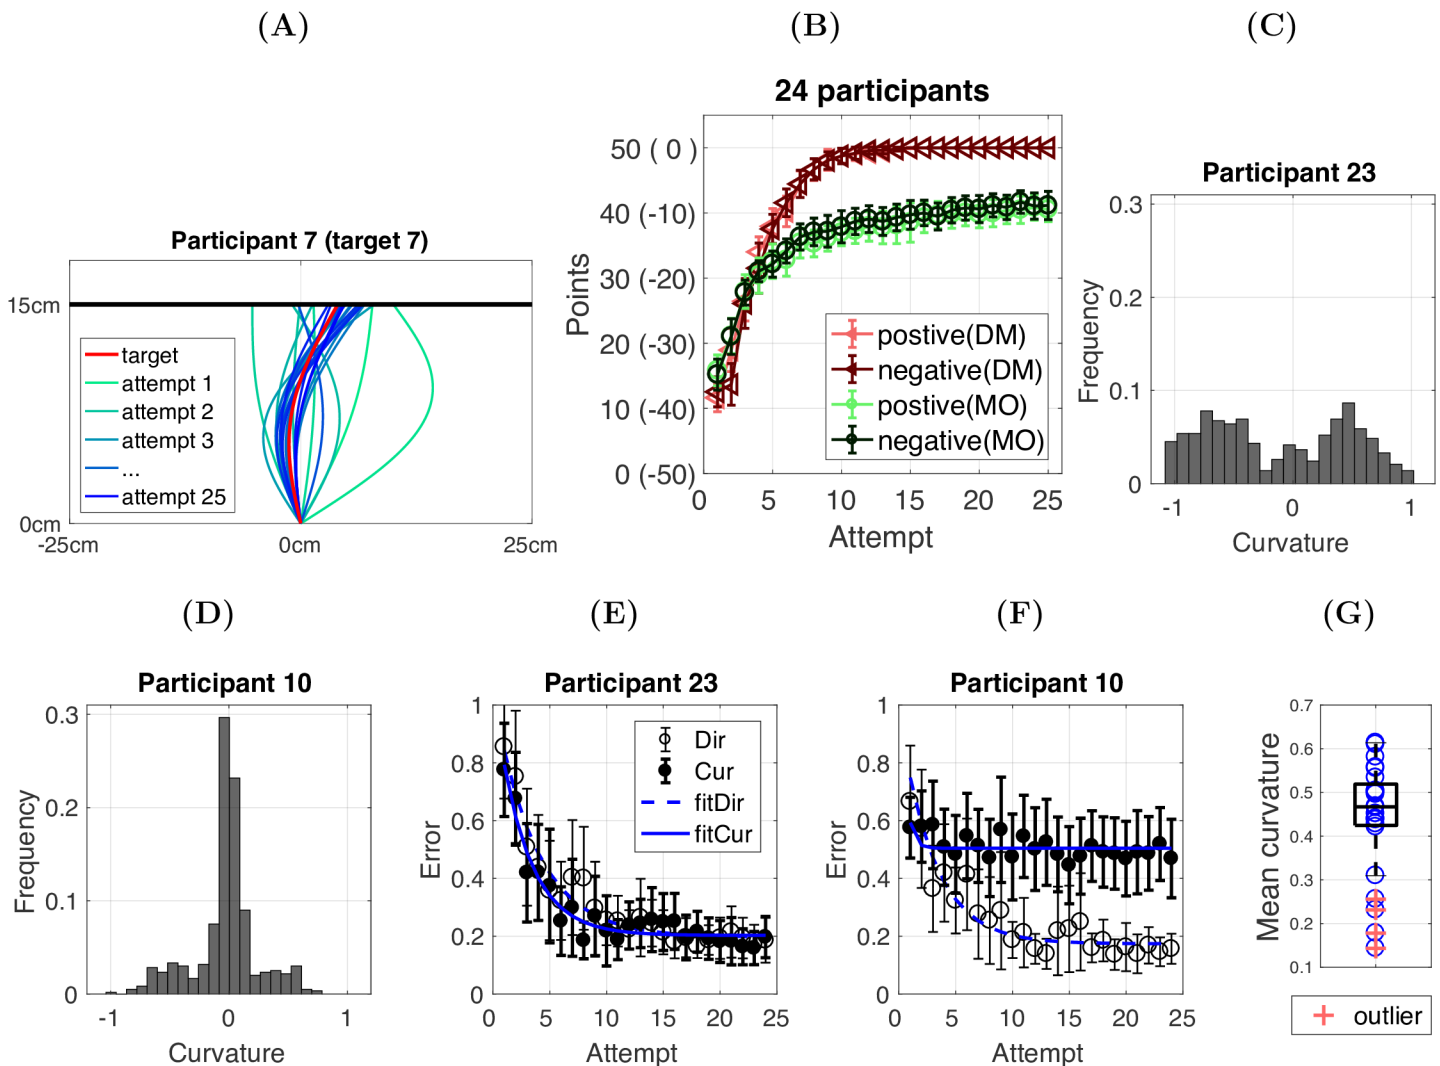 (A)
(B)
(C)
Participant 7 (target 7)
15cm
0cm
-25cm
0cm
25cm
target
attempt 1
attempt 2
attempt 3
...
attempt 25
24 participants
50 ( 0 )
40 (-10)
30 (-20)
20 (-30)
10 (-40)
0 (-50)
Points
0
5
10
15
20
25
Attempt
postive(DM)
negative(DM)
postive(MO)
negative(MO)
Participant 23
0.3
0.2
0.1
0
Frequency
-1
0
1
Curvature
(D)
(E)
(F)
(G)
Participant 10
0.3
0.2
0.1
0
Frequency
-1
0
1
Curvature
Participant 23
1
0.8
0.6
0.4
0.2
0
Error
0
5
10
15
20
25
Attempt
Dir
Cur
fitDir
fitCur
Participant 10
1
0.8
0.6
0.4
0.2
0
Error
0
5
10
15
20
25
Attempt
0.7
0.6
0.5
0.4
0.3
0.2
0.1
Mean curvature
outlier